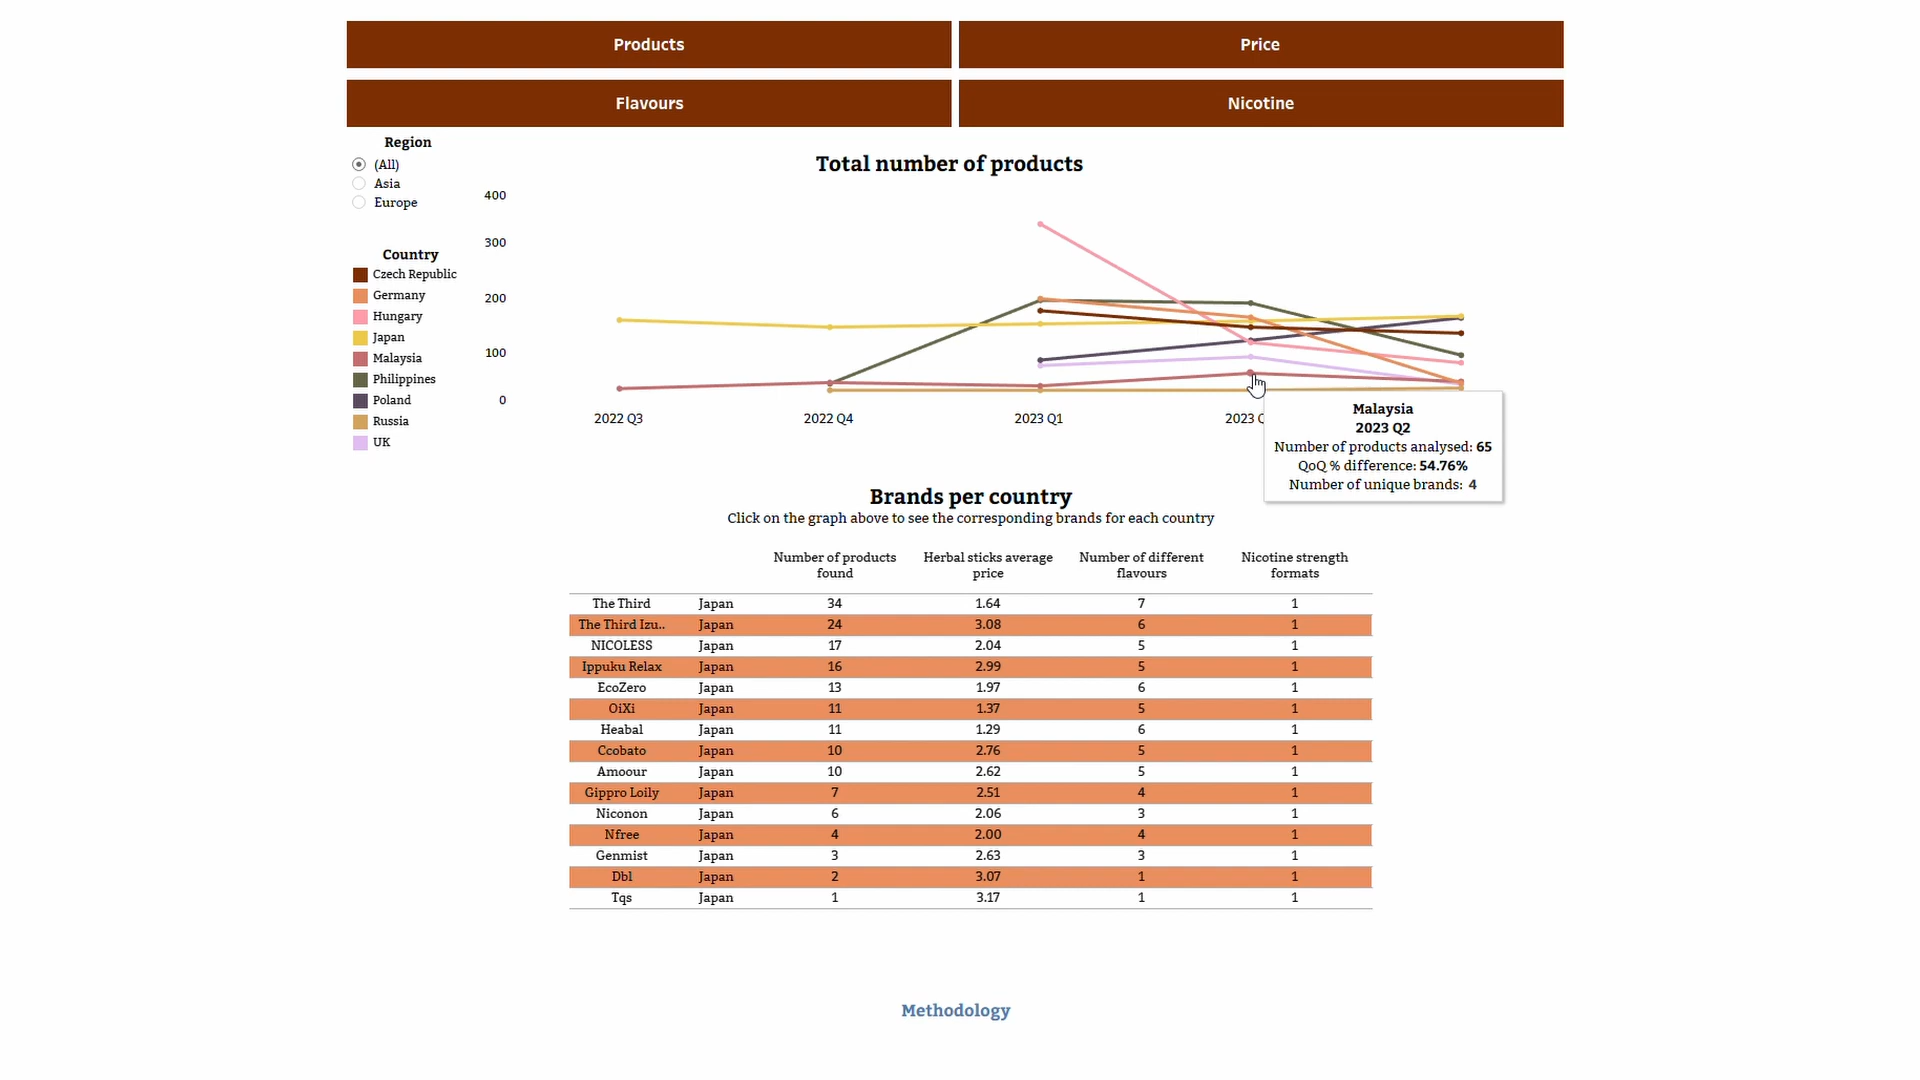 Products
Price
Flavours
Nicotine
Region
(All)
Asia
Europe
Country
Czech Republic
Germany
Hungary
Japan
Malaysia
Philippines
Poland
Russia
UK
Total number of products
400
300
200
100
0
2022 Q3
2022 Q4
2023 Q1
2023 Q
Malaysia
2023 Q2
Number of products analysed: 65
QoQ % difference: 54.76%
Number of unique brands: 4
Brands per country
Click on the graph above to see the corresponding brands for each country
Number of products found
Herbal sticks average price
Number of different flavours
Nicotine strength formats
The Third Japan 34 1.64 7 1
The Third Izu.. Japan 24 3.08 6 1
NICOLESS Japan 17 2.04 5 1
Ippuku Relax Japan 16 2.99 5 1
EcoZero Japan 13 1.97 6 1
OiXi Japan 11 1.37 5 1
Heabal Japan 11 1.29 6 1
Ccobato Japan 10 2.76 5 1
Amoour Japan 10 2.62 5 1
Gippro Loily Japan 7 2.51 4 1
Niconon Japan 6 2.06 3 1
Nfree Japan 4 2.00 4 1
Genmist Japan 3 2.63 3 1
Dbl Japan 2 3.07 1 1
Tqs Japan 1 3.17 1 1
Methodology